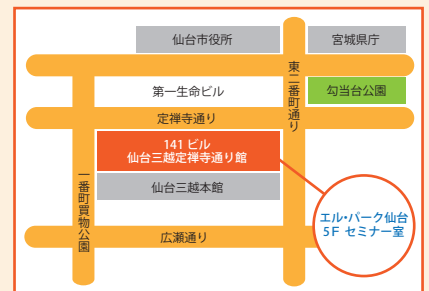 仙台市役所
宮城県庁
東二番町通り
第一生命ビル
勾当台公園
定禅寺通り
141 ビル
仙台三越定禅寺通り館
一番町買物公園
仙台三越本館
エル・パーク仙台
5F セミナー室
広瀬通り